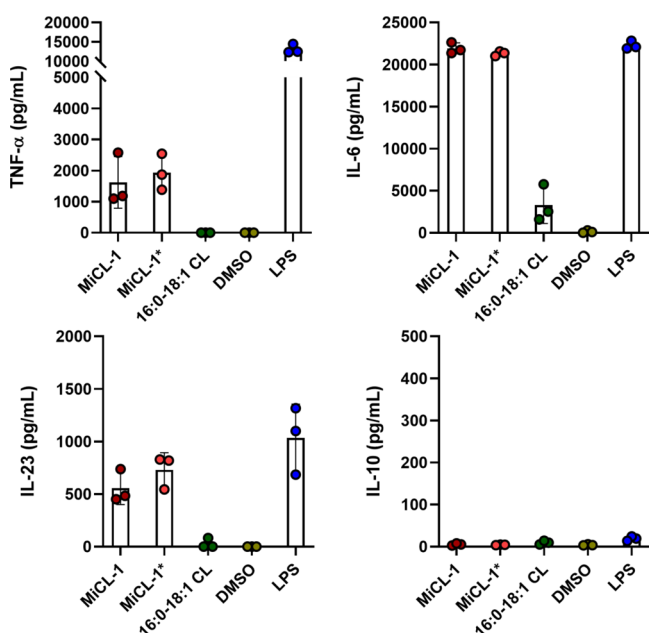 TNF-α (pg/mL)
20000
15000
10000
5000
4000
3000
2000
1000
0
MiCL-1
MiCL-1*
16:0-18:1 CL
DMSO
LPS
IL-6 (pg/mL)
25000
20000
15000
10000
5000
0
MiCL-1
MiCL-1*
16:0-18:1 CL
DMSO
LPS
IL-23 (pg/mL)
2000
1500
1000
500
0
MiCL-1
MiCL-1*
16:0-18:1 CL
DMSO
LPS
IL-10 (pg/mL)
500
400
300
200
100
0
MiCL-1
MiCL-1*
16:0-18:1 CL
DMSO
LPS